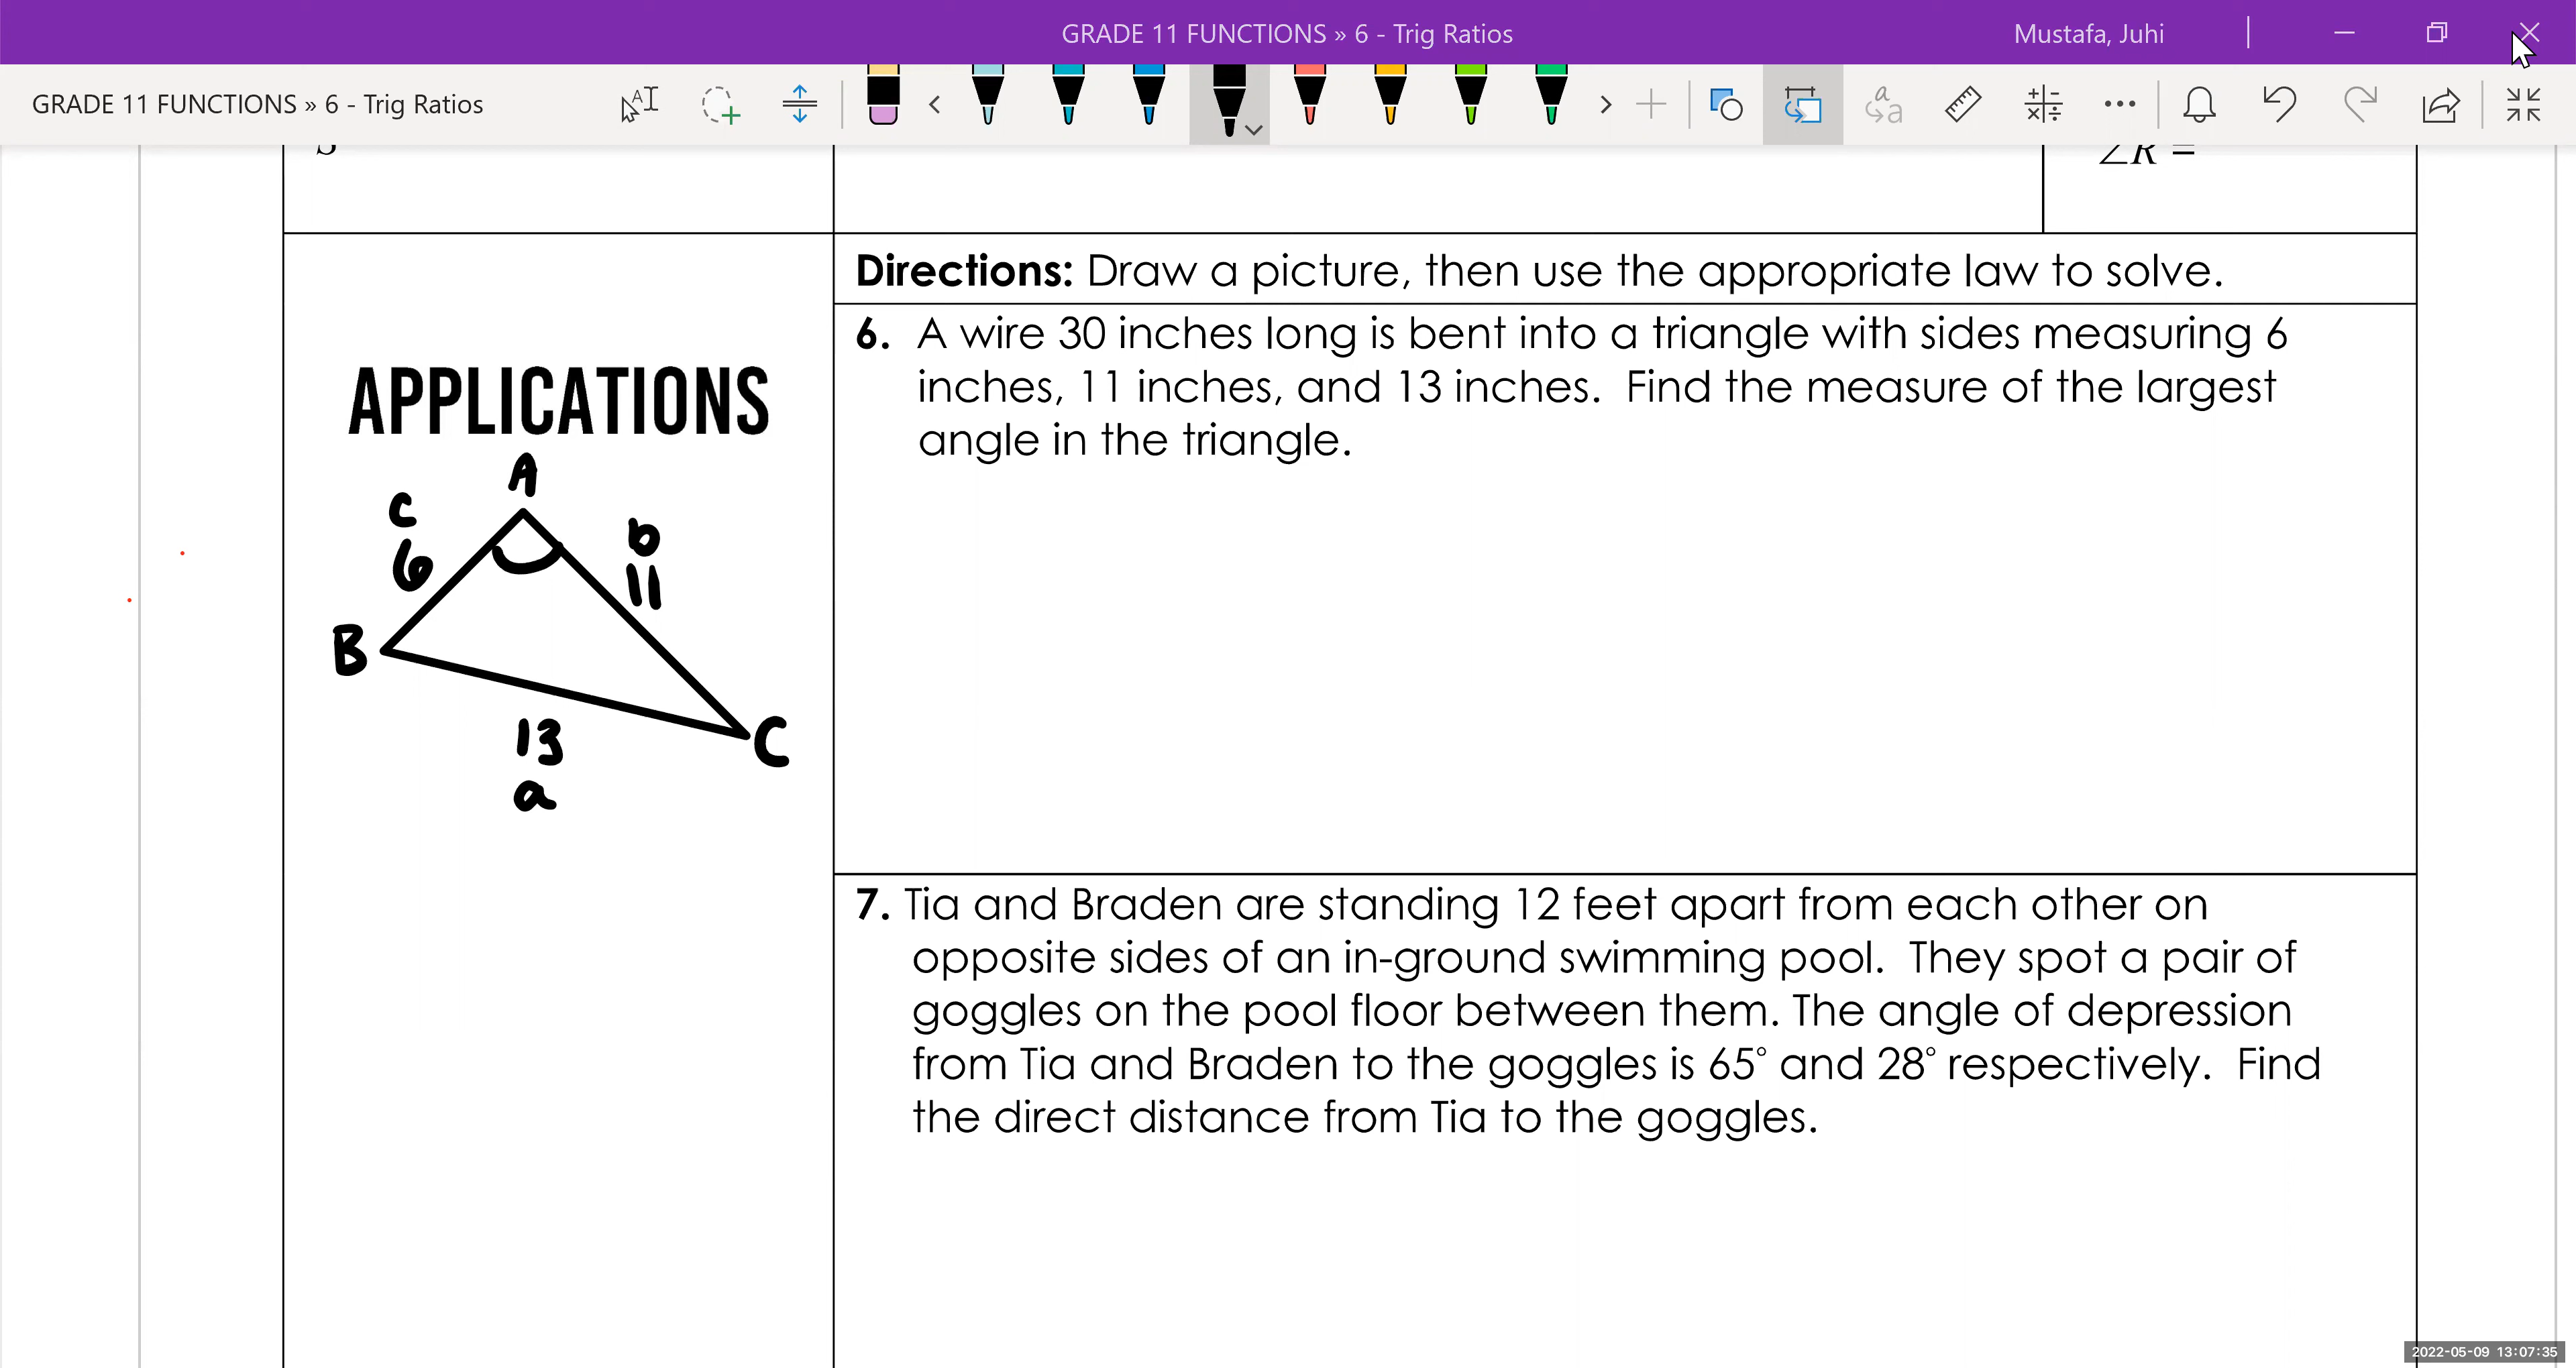 GRADE 11 FUNCTIONS » 6 - Trig Ratios
Mustafa, Juhi
GRADE 11 FUNCTIONS » 6 - Trig Ratios
∠R =
Directions: Draw a picture, then use the appropriate law to solve.
APPLICATIONS
A
c
6
b
11
B
13
a
C
6. A wire 30 inches long is bent into a triangle with sides measuring 6
inches, 11 inches, and 13 inches. Find the measure of the largest
angle in the triangle.
7. Tia and Braden are standing 12 feet apart from each other on
opposite sides of an in-ground swimming pool. They spot a pair of
goggles on the pool floor between them. The angle of depression
from Tia and Braden to the goggles is 65° and 28° respectively. Find
the direct distance from Tia to the goggles.
2022-05-09 13:07:35